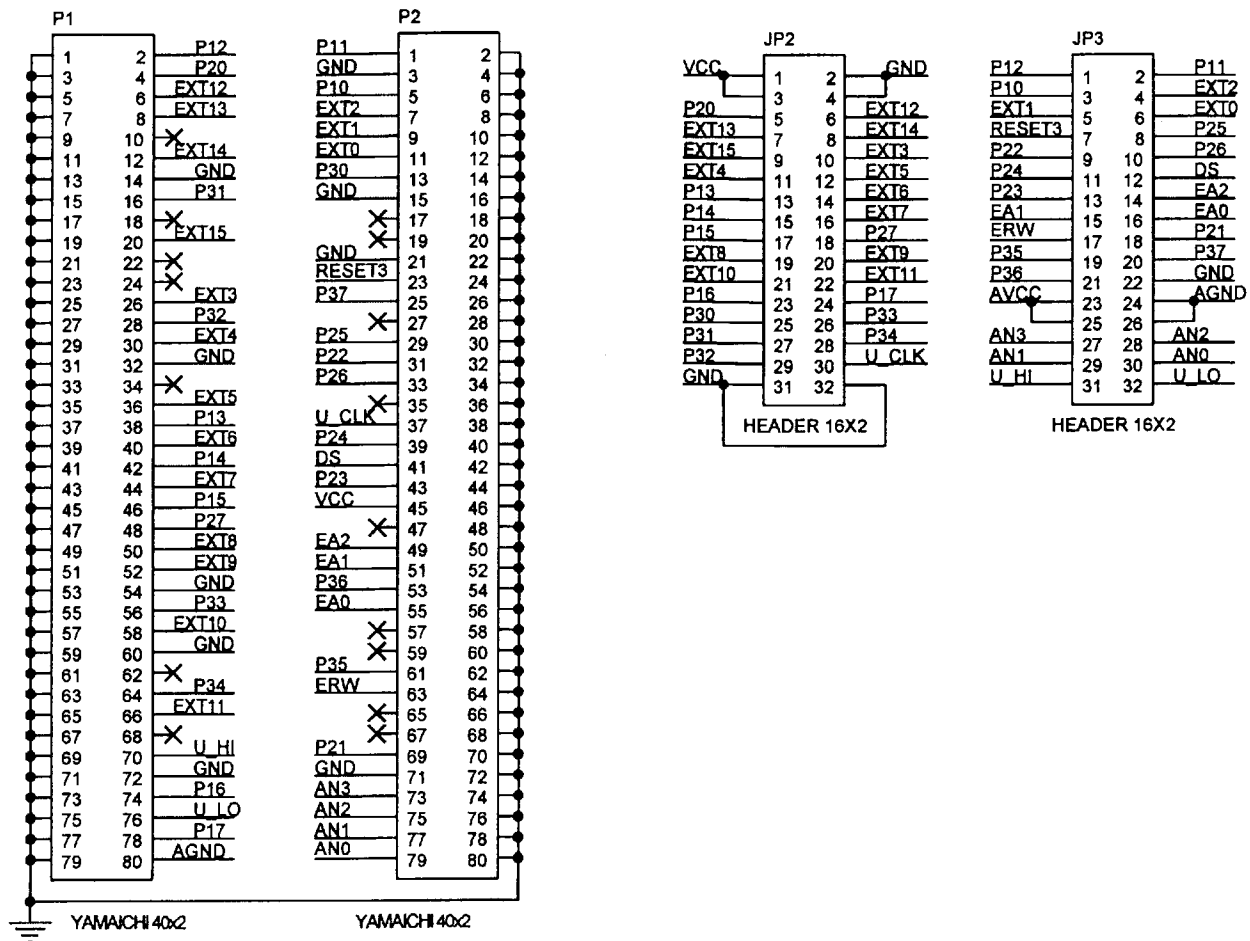 P1
1 2 P12
3 4 P20
5 6 EXT12
7 8 EXT13
9 10
11 12 EXT14
13 14 GND
15 16 P31
17 18
19 20 EXT15
21 22
23 24
25 26 EXT3
27 28 P32
29 30 EXT4
31 32 GND
33 34
35 36 EXT5
37 38 P13
39 40 EXT6
41 42 P14
43 44 EXT7
45 46 P15
47 48 P27
49 50 EXT8
51 52 EXT9
53 54 GND
55 56 P33
57 58 EXT10
59 60 GND
61 62
63 64 P34
65 66 EXT11
67 68
69 70 U_HI
71 72 GND
73 74 P16
75 76 U_LO
77 78 P17
79 80 AGND
YAMAICHI 40x2
P2
P11 1 2
GND 3 4
P10 5 6
EXT2 7 8
EXT1 9 10
EXT0 11 12
P30 13 14
GND 15 16
17 18
19 20
GND 21 22
RESET3 23 24
P37 25 26
27 28
P25 29 30
P22 31 32
P26 33 34
35 36
U_CLK 37 38
P24 39 40
DS 41 42
P23 43 44
VCC 45 46
47 48
EA2 49 50
EA1 51 52
P36 53 54
EA0 55 56
57 58
59 60
P35 61 62
ERW 63 64
65 66
67 68
P21 69 70
GND 71 72
AN3 73 74
AN2 75 76
AN1 77 78
AN0 79 80
YAMAICHI 40x2
JP2
VCC 1 2 GND
3 4
P20 5 6 EXT12
EXT13 7 8 EXT14
EXT15 9 10 EXT3
EXT4 11 12 EXT5
P13 13 14 EXT6
P14 15 16 EXT7
P15 17 18 P27
EXT8 19 20 EXT9
EXT10 21 22 EXT11
P16 23 24 P17
P30 25 26 P33
P31 27 28 P34
P32 29 30 U_CLK
GND 31 32
HEADER 16X2
JP3
P12 1 2 P11
P10 3 4 EXT2
EXT1 5 6 EXT0
RESET3 7 8 P25
P22 9 10 P26
P24 11 12 DS
P23 13 14 EA2
EA1 15 16 EA0
ERW 17 18 P21
P35 19 20 P37
P36 21 22 GND
AVCC 23 24 AGND
25 26
AN3 27 28 AN2
AN1 29 30 AN0
U_HI 31 32 U_LO
HEADER 16X2